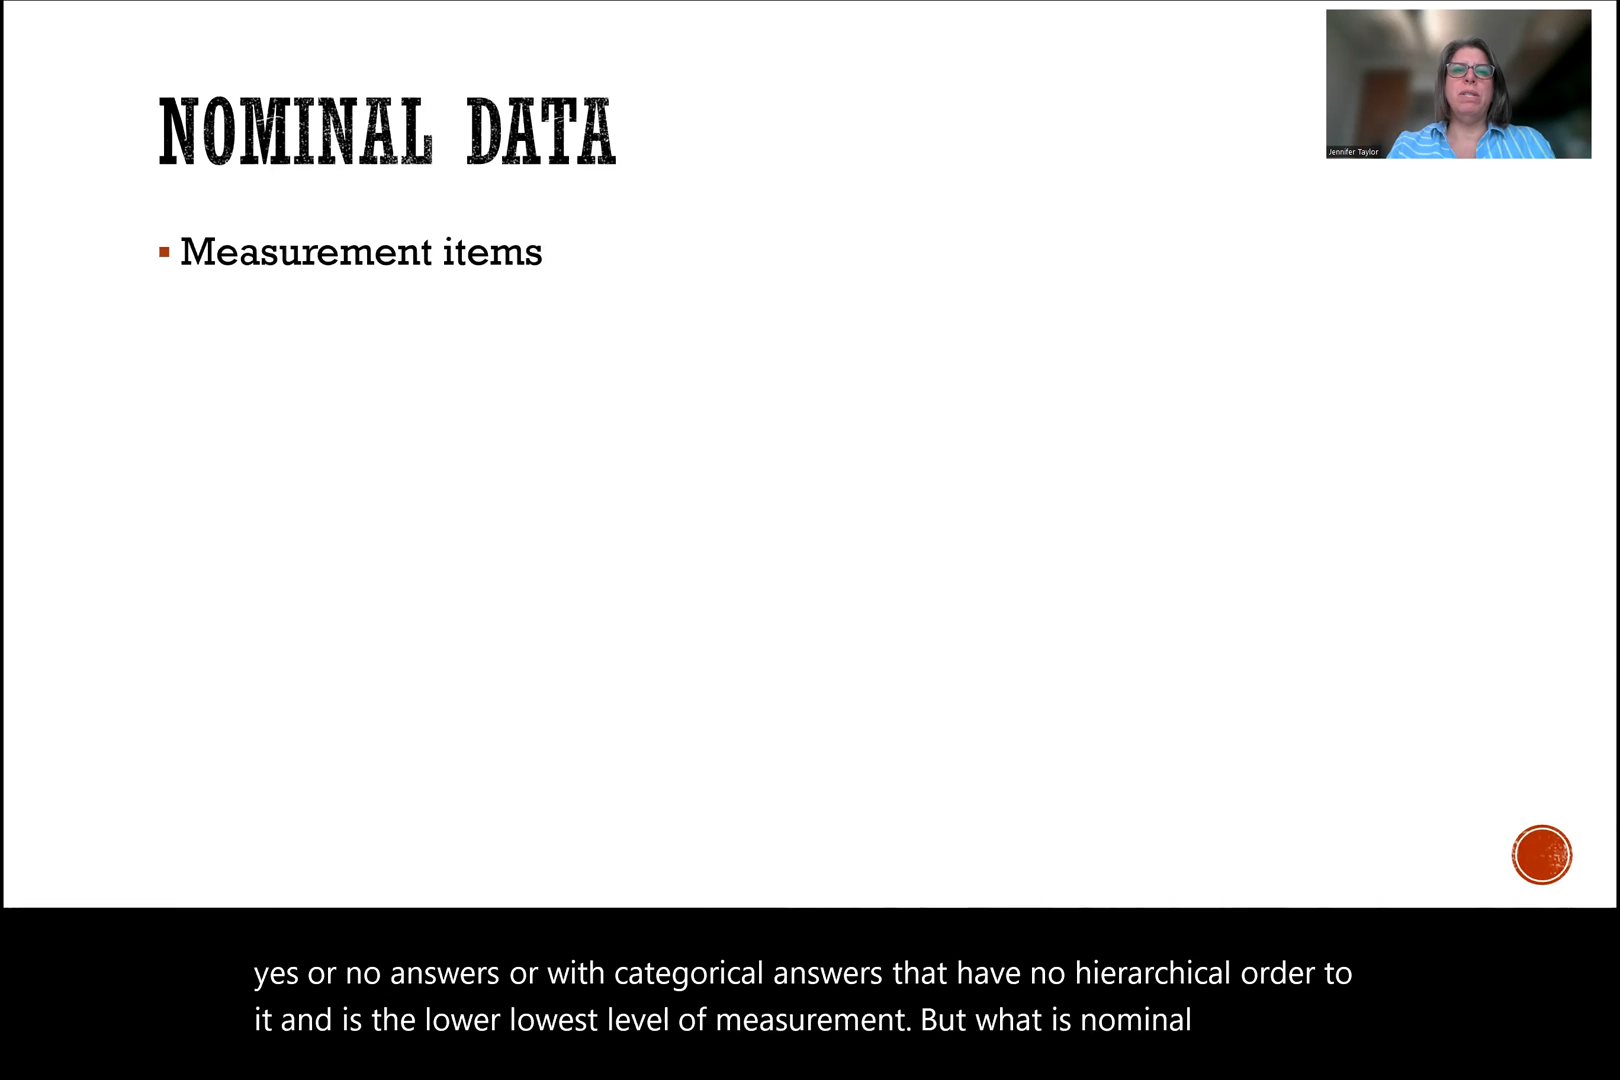 NOMINAL DATA
Measurement items
Jennifer Taylor
yes or no answers or with categorical answers that have no hierarchical order to
it and is the lower lowest level of measurement. But what is nominal